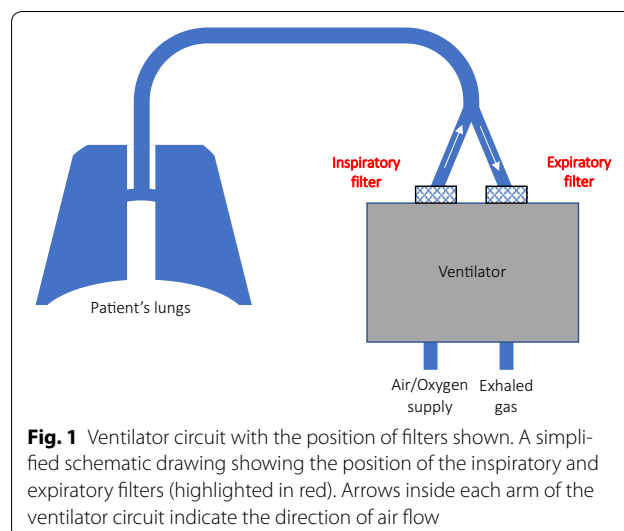 Inspiratory
filter
Expiratory
filter
Ventilator
Patient's lungs
Air/Oxygen
supply
Exhaled
gas
Fig. 1 Ventilator circuit with the position of filters shown. A simpli-
fied schematic drawing showing the position of the inspiratory and
expiratory filters (highlighted in red). Arrows inside each arm of the
ventilator circuit indicate the direction of air flow